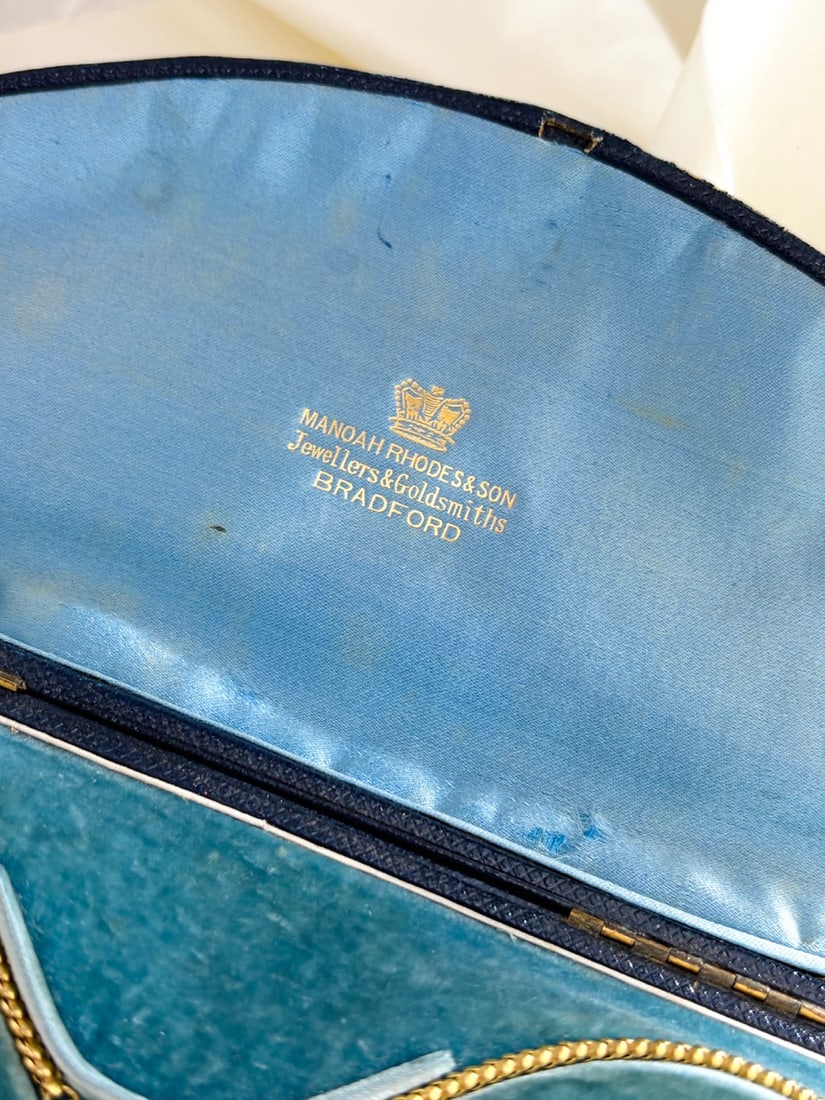 MANOAH RHODES & SON
Jewellers & Goldsmiths
BRADFORD